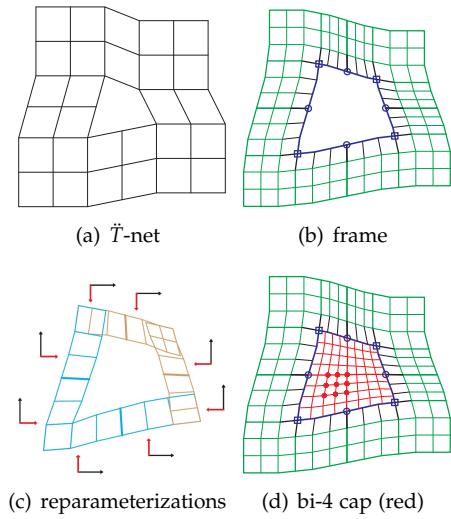 (a) T̈-net
(b) frame
(c) reparameterizations
(d) bi-4 cap (red)